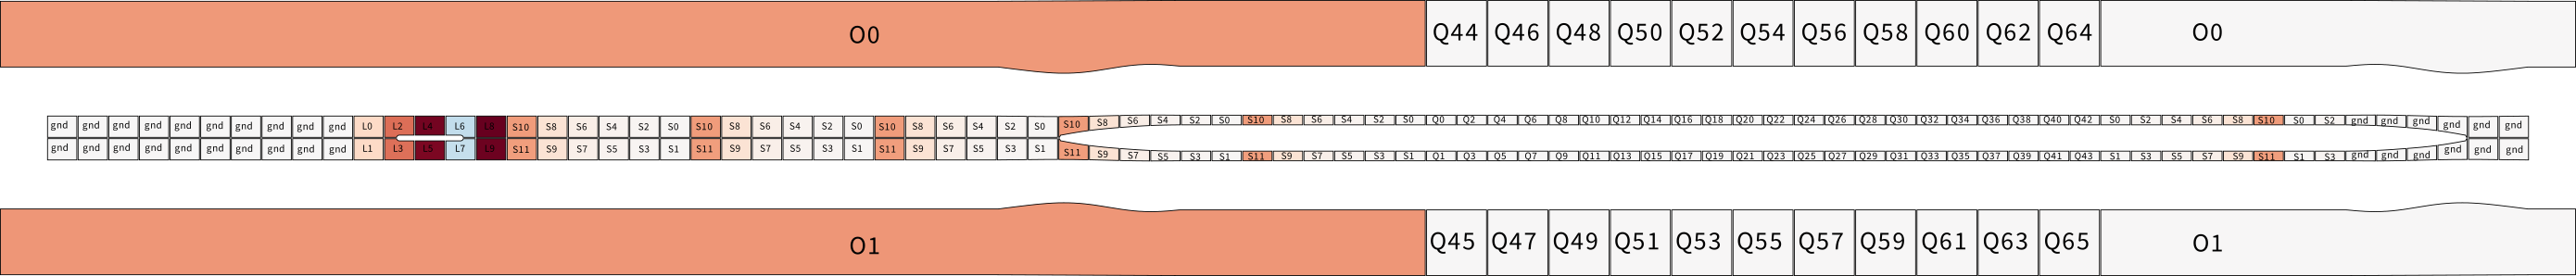 O0 Q44 Q46 Q48 Q50 Q52 Q54 Q56 Q58 Q60 Q62 Q64 O0
gnd gnd gnd gnd gnd gnd gnd gnd gnd gnd L0 L2 L4 L6 L8 S10 S8 S6 S4 S2 S0 S10 S8 S6 S4 S2 S0 S10 S8 S6 S4 S2 S0 S10 S8 S6 S4 S2 S0 S10 S8 S6 S4 S2 S0 Q0 Q2 Q4 Q6 Q8 Q10 Q12 Q14 Q16 Q18 Q20 Q22 Q24 Q26 Q28 Q30 Q32 Q34 Q36 Q38 Q40 Q42 S0 S2 S4 S6 S8 S10 S0 S2 gnd gnd gnd gnd gnd gnd
gnd gnd gnd gnd gnd gnd gnd gnd gnd gnd L1 L3 L5 L7 L9 S11 S9 S7 S5 S3 S1 S11 S9 S7 S5 S3 S1 S11 S9 S7 S5 S3 S1 S11 S9 S7 S5 S3 S1 S11 S9 S7 S5 S3 S1 Q1 Q3 Q5 Q7 Q9 Q11 Q13 Q15 Q17 Q19 Q21 Q23 Q25 Q27 Q29 Q31 Q33 Q35 Q37 Q39 Q41 Q43 S1 S3 S5 S7 S9 S11 S1 S3 gnd gnd gnd gnd gnd gnd
O1 Q45 Q47 Q49 Q51 Q53 Q55 Q57 Q59 Q61 Q63 Q65 O1